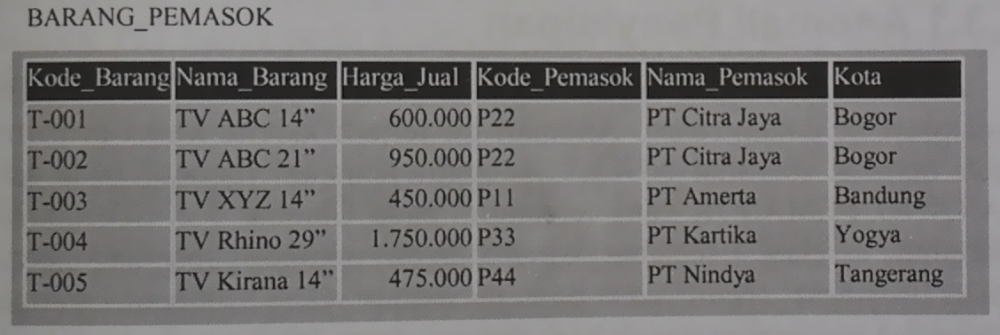 BARANG_PEMASOK
Kode_Barang Nama_Barang Harga_Jual Kode_Pemasok Nama_Pemasok Kota
T-001 TV ABC 14” 600.000 P22 PT Citra Jaya Bogor
T-002 TV ABC 21” 950.000 P22 PT Citra Jaya Bogor
T-003 TV XYZ 14” 450.000 P11 PT Amerta Bandung
T-004 TV Rhino 29” 1.750.000 P33 PT Kartika Yogya
T-005 TV Kirana 14” 475.000 P44 PT Nindya Tangerang